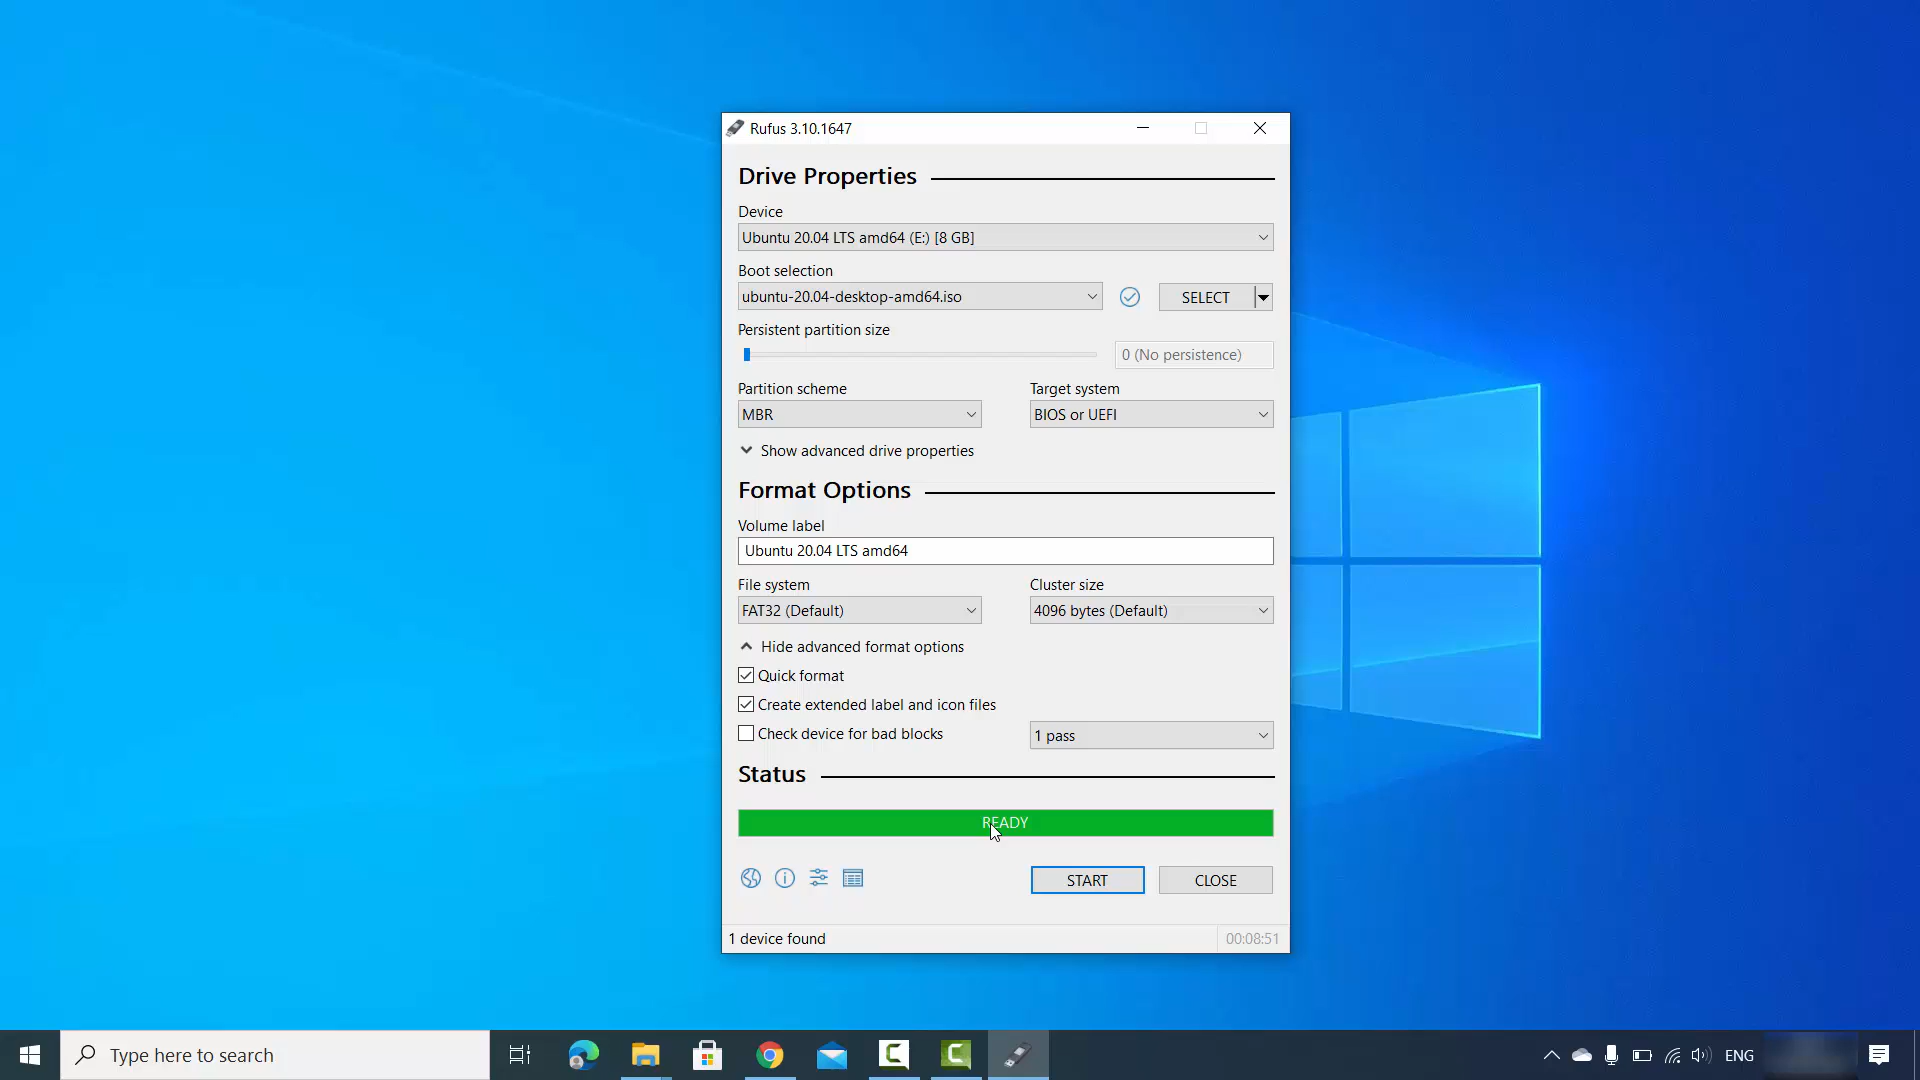 Rufus 3.10.1647
Drive Properties
Device
Ubuntu 20.04 LTS amd64 (E:) [8 GB]
Boot selection
ubuntu-20.04-desktop-amd64.iso
SELECT
Persistent partition size
0 (No persistence)
Partition scheme
Target system
MBR
BIOS or UEFI
Show advanced drive properties
Format Options
Volume label
Ubuntu 20.04 LTS amd64
File system
Cluster size
FAT32 (Default)
4096 bytes (Default)
Hide advanced format options
Quick format
Create extended label and icon files
Check device for bad blocks
1 pass
Status
READY
START
CLOSE
1 device found
00:08:51
Type here to search
ENG